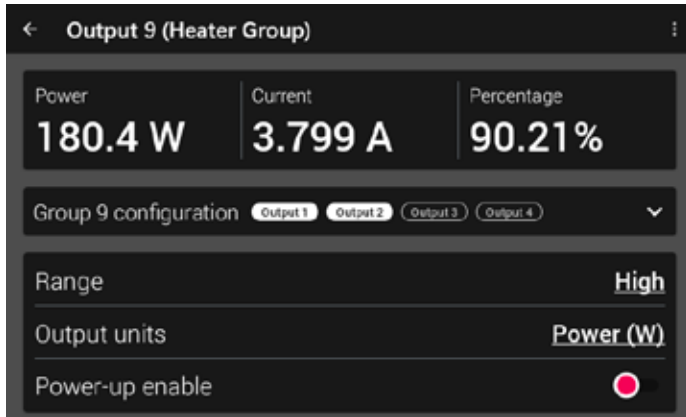 Output 9 (Heater Group)
Power Current Percentage
180.4 W 3.799 A 90.21%
Group 9 configuration Output 1 Output 2 Output 3 Output 4
Range High
Output units Power (W)
Power-up enable